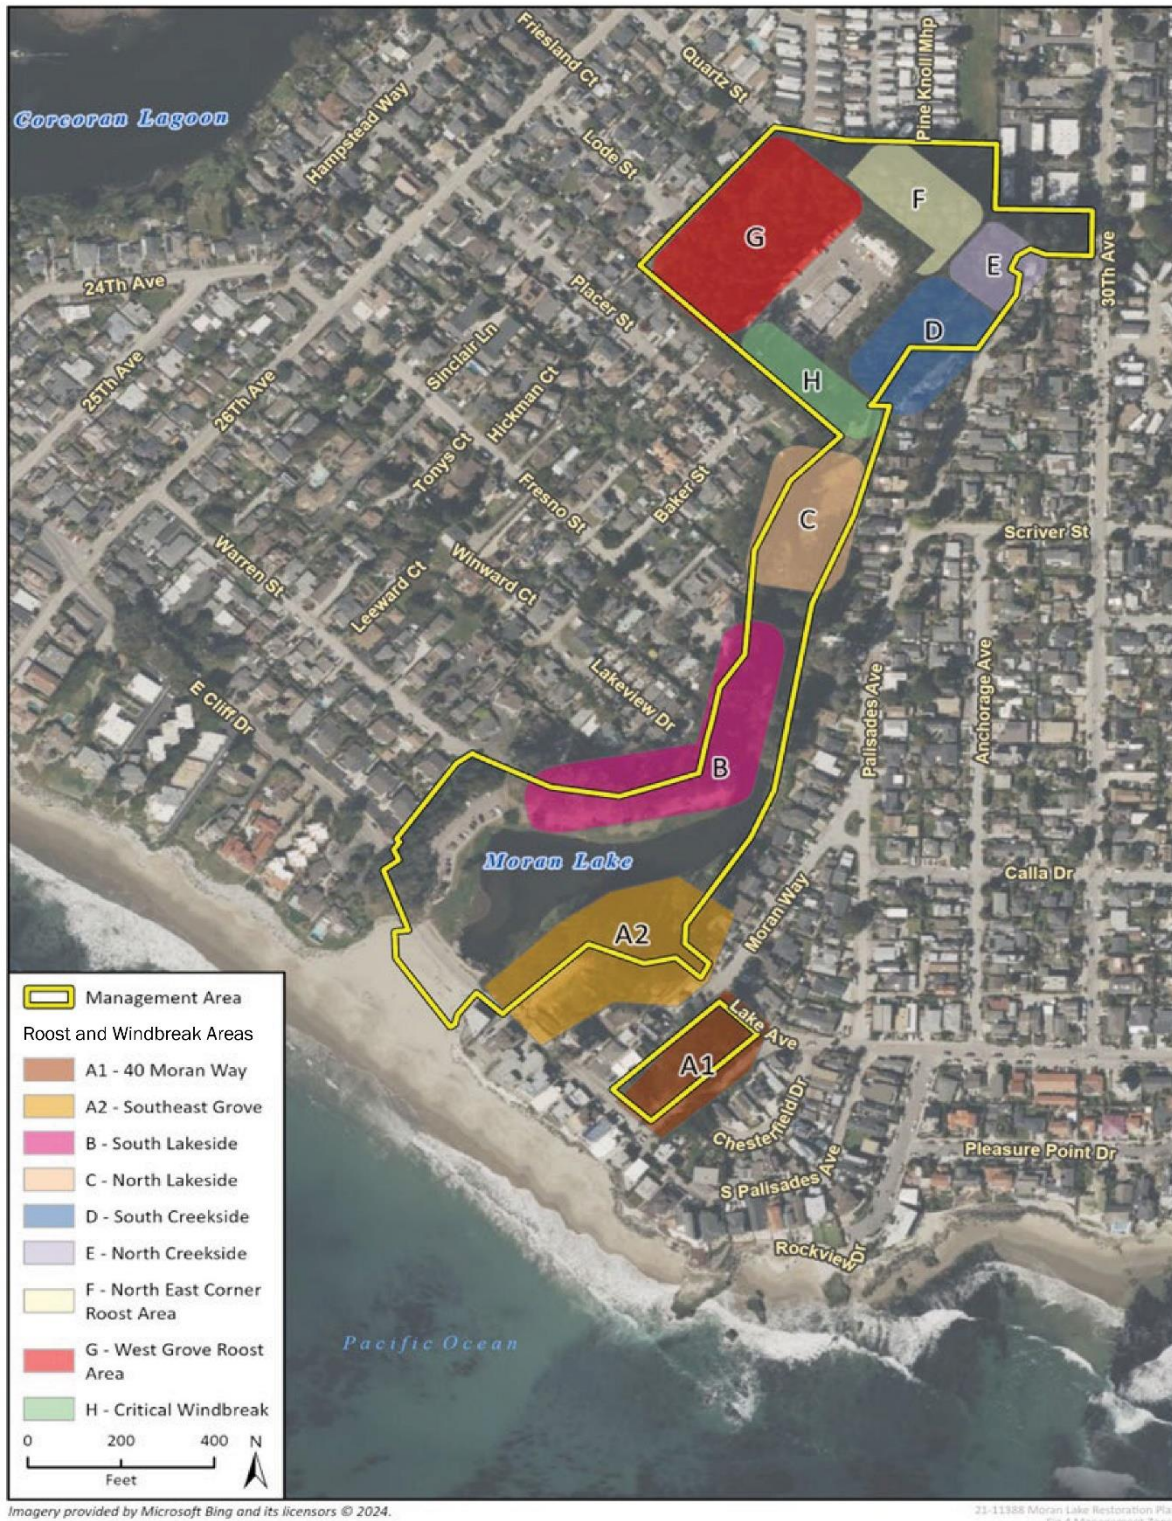 Friesland Ct
Quartz St
Pine Knoll Mhp
Corcoran Lagoon
Hampstead Way
Lode St
F
G
E
30Th Ave
24Th Ave
Placer St
D
Sinclair Ln
25Th Ave
26Th Ave
H
Hickman Ct
Tonys Ct
Baker St
Fresno St
C
Scriver St
Warren St
Winward Ct
Leeward Ct
Lakeview Dr
Palisades Ave
Anchorage Ave
E Cliff Dr
B
Moran Lake
Calla Dr
Moran Way
A2
Lake Ave
A1
Chesterfield Dr
Pleasure Point Dr
S Palisades Ave
Rockview Dr
Pacific Ocean
Management Area
Roost and Windbreak Areas
A1 - 40 Moran Way
A2 - Southeast Grove
B - South Lakeside
C - North Lakeside
D - South Creekside
E - North Creekside
F - North East Corner
Roost Area
G - West Grove Roost
Area
H - Critical Windbreak
0 200 400 N
Feet
Imagery provided by Microsoft Bing and its licensors © 2024.
21-11388 Moran Lake Restoration Pla